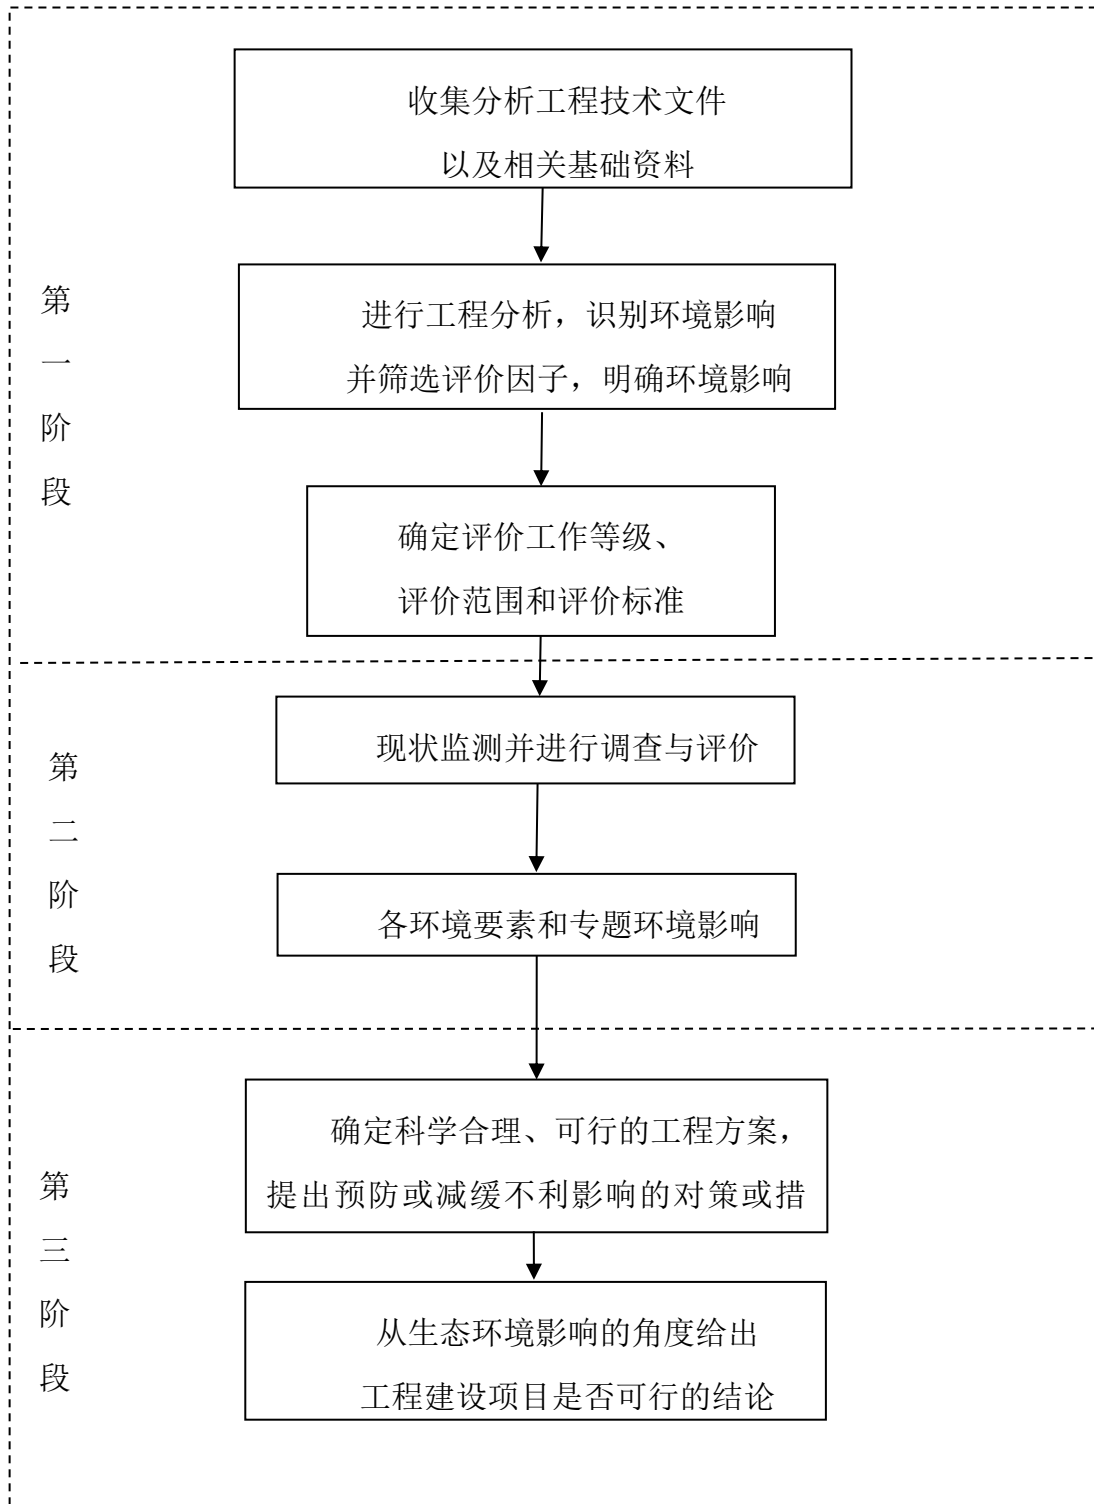 收集分析工程技术文件
以及相关基础资料
第一阶段
进行工程分析，识别环境影响
并筛选评价因子，明确环境影响
确定评价工作等级、
评价范围和评价标准
第二阶段
现状监测并进行调查与评价
各环境要素和专题环境影响
第三阶段
确定科学合理、可行的工程方案，
提出预防或减缓不利影响的对策或措
从生态环境影响的角度给出
工程建设项目是否可行的结论